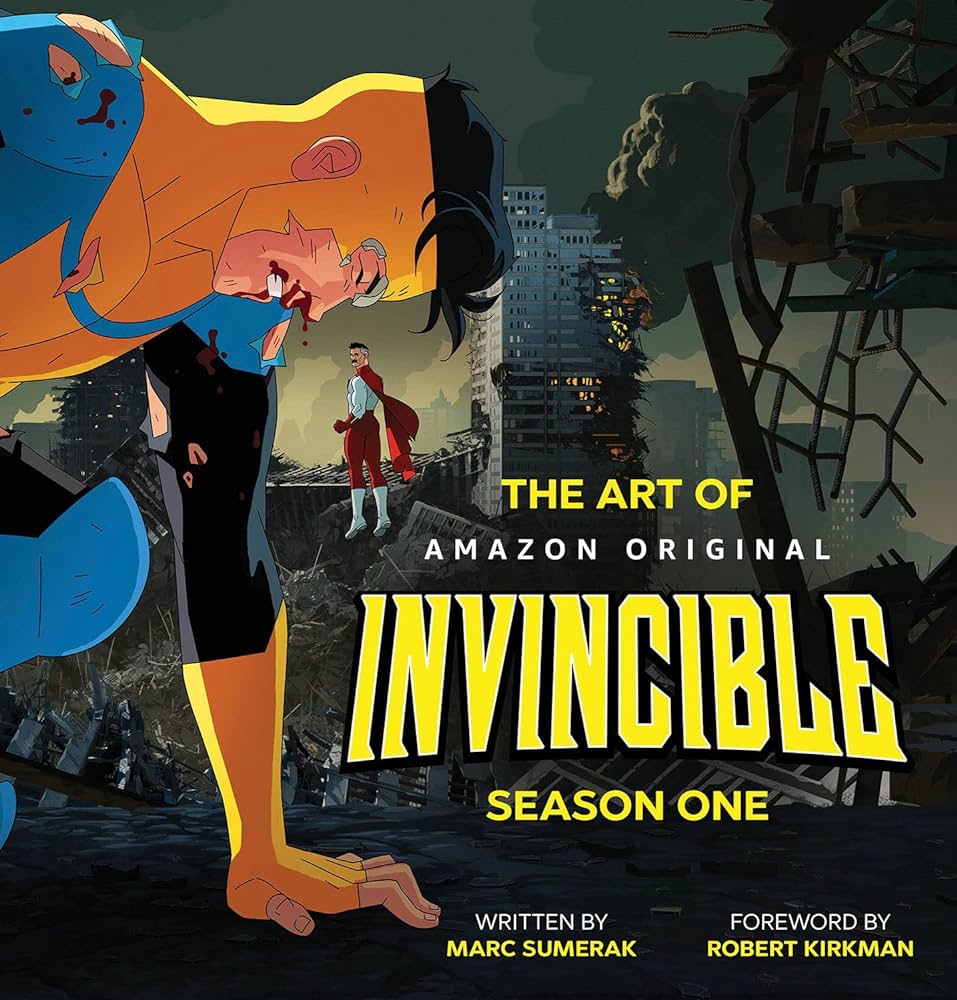 THE ART OF
AMAZON ORIGINAL
INVINCIBLE
SEASON ONE
WRITTEN BY
MARC SUMERAK
FOREWORD BY
ROBERT KIRKMAN